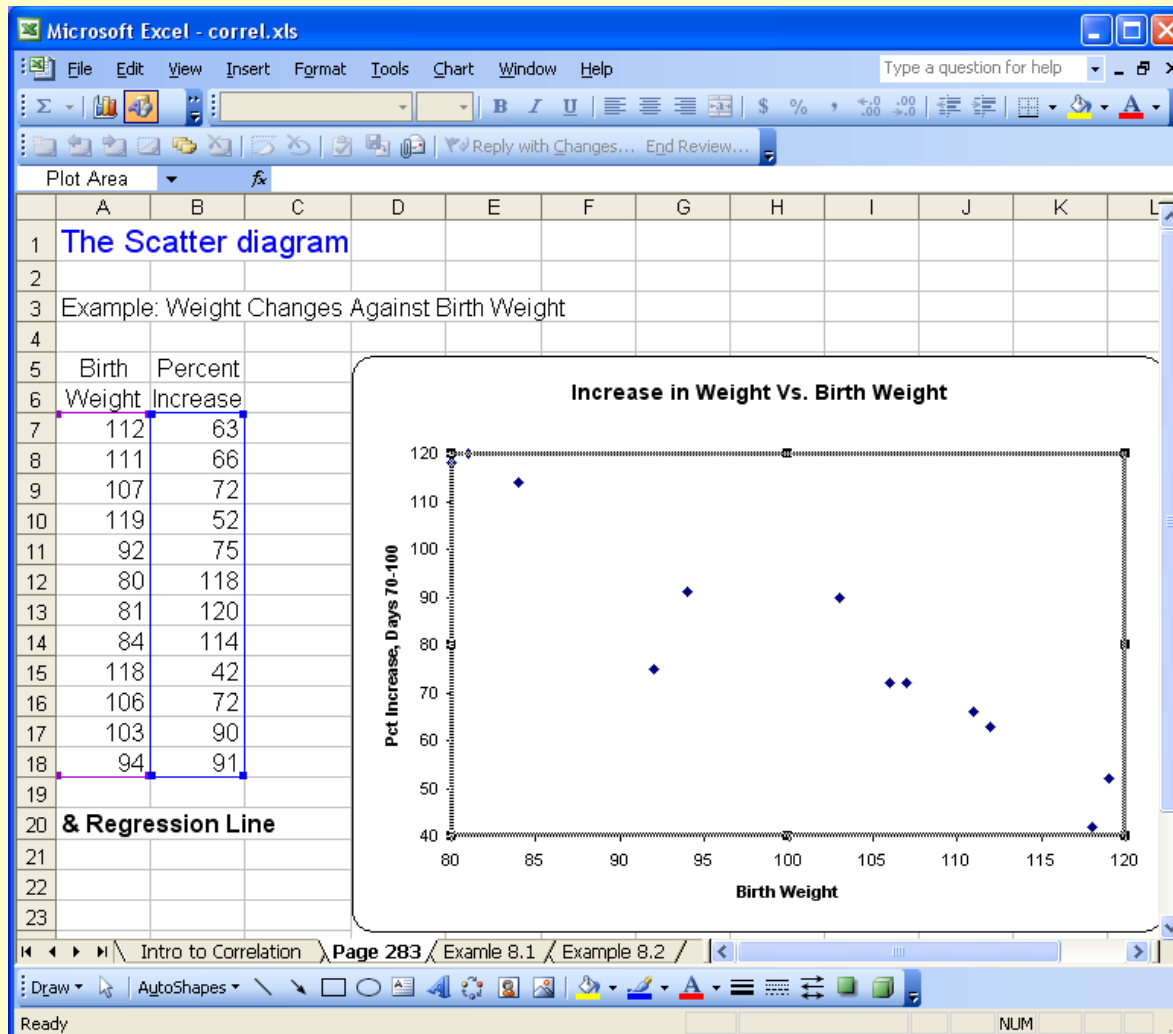 Microsoft Excel - correl.xls
File Edit View Insert Format Tools Chart Window Help Type a question for help
Σ B I U $ % , A
Reply with Changes... End Review...
Plot Area fx
A B C D E F G H I J K L
1 The Scatter diagram
2
3 Example: Weight Changes Against Birth Weight
4
5 Birth Percent
6 Weight Increase
7 112 63
8 111 66
9 107 72
10 119 52
11 92 75
12 80 118
13 81 120
14 84 114
15 118 42
16 106 72
17 103 90
18 94 91
19
20 & Regression Line
21
22
23
Increase in Weight Vs. Birth Weight
120
110
100
90
80
70
60
50
40
Pct Increase, Days 70-100
80 85 90 95 100 105 110 115 120
Birth Weight
Intro to Correlation Page 283 Examle 8.1 Example 8.2
Draw AutoShapes A A
Ready NUM